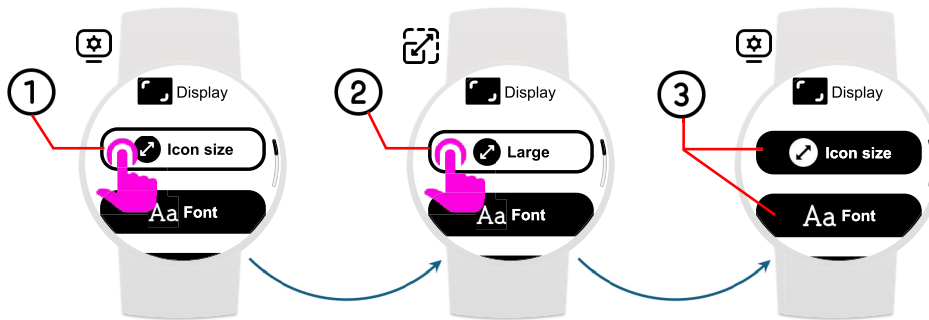 1
Display
Icon size
Aa Font
2
Display
Large
Aa Font
3
Display
Icon size
Aa Font